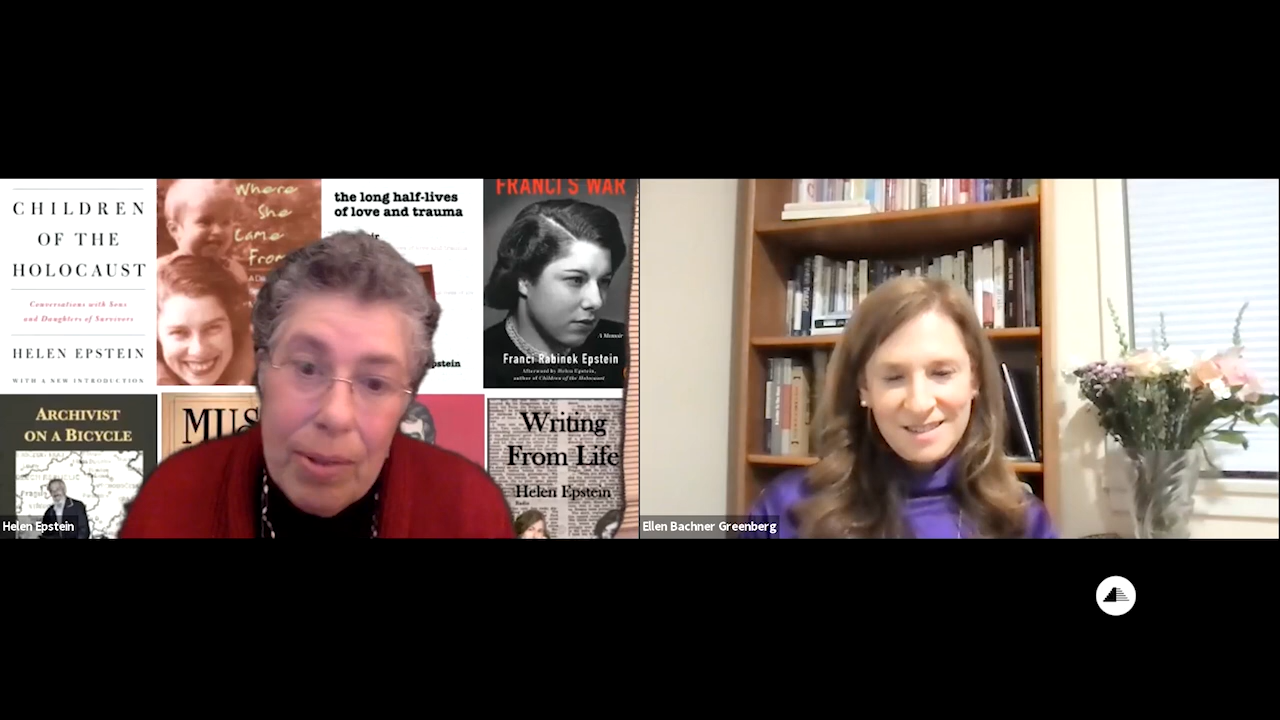 CHILDREN
OF THE
HOLOCAUST
Conversations with Sons
and Daughters of Survivors
HELEN EPSTEIN
WITH A NEW INTRODUCTION
Where
She
Came
From
the long half-lives
of love and trauma
pstein
FRANCI'S WAR
A Memoir
Franci Rabinek Epstein
Afterword by Helen Epstein,
author of Children of the Holocaust
ARCHIVIST
ON A BICYCLE
MUS
Writing
From Life
Helen Epstein
Helen Epstein
Ellen Bachner Greenberg